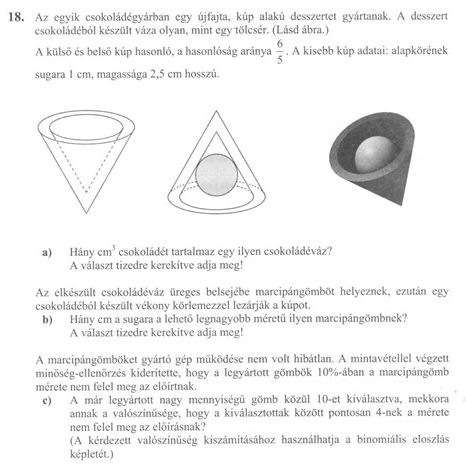 18. Az egyik csokoládégyárban egy újfajta, kúp alakú desszertet gyártanak. A desszert
csokoládéból készült váza olyan, mint egy tölcsér. (Lásd ábra.)
A külső és belső kúp hasonló, a hasonlóság aránya 6/5. A kisebb kúp adatai: alapkörének
sugara 1 cm, magassága 2,5 cm hosszú.
a) Hány cm³ csokoládét tartalmaz egy ilyen csokoládéváz?
A választ tizedre kerekítve adja meg!
Az elkészült csokoládéváz üreges belsejébe marcipángömböt helyeznek, ezután egy
csokoládéból készült vékony körlemezzel lezárják a kúpot.
b) Hány cm a sugara a lehető legnagyobb méretű ilyen marcipángömbnek?
A választ tizedre kerekítve adja meg!
A marcipángömböket gyártó gép működése nem volt hibátlan. A mintavétellel végzett
minőség-ellenőrzés kiderítette, hogy a legyártott gömbök 10%-ában a marcipángömb
mérete nem felel meg az előírtnak.
c) A már legyártott nagy mennyiségű gömb közül 10-et kiválasztva, mekkora
annak a valószínűsége, hogy a kiválasztottak között pontosan 4-nek a mérete
nem felel meg az előírásnak?
(A kérdezett valószínűség kiszámításához használhatja a binomiális eloszlás
képletét.)